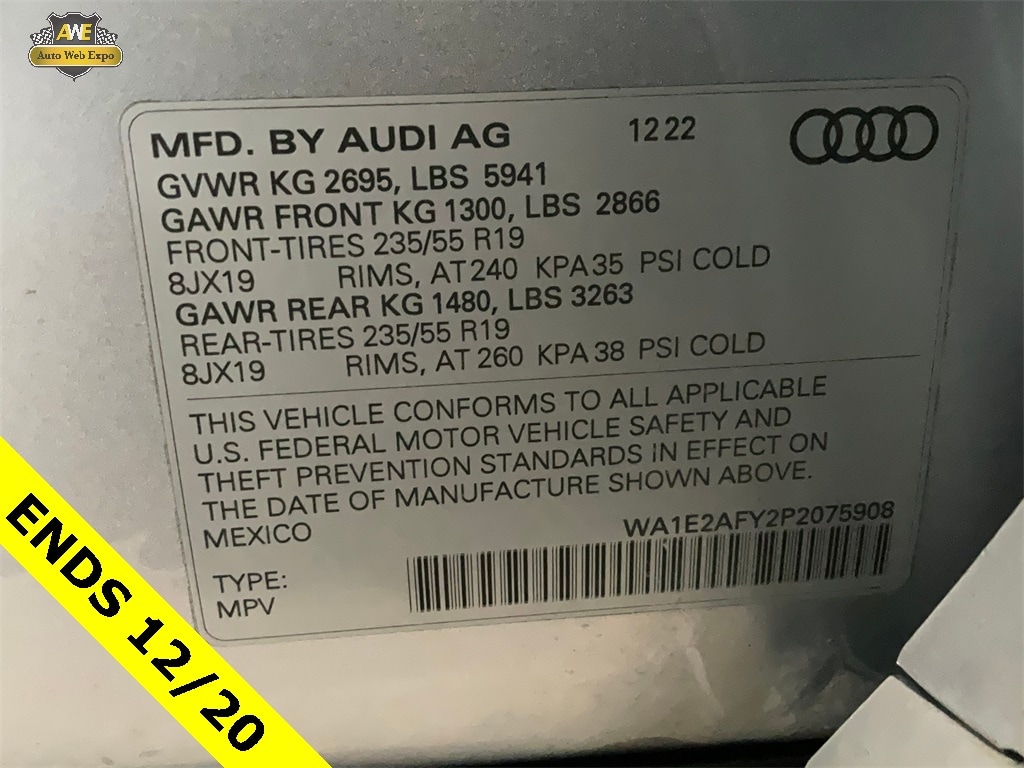 AWE
Auto Web Expo
MFD. BY AUDI AG 12 22
GVWR KG 2695, LBS 5941
GAWR FRONT KG 1300, LBS 2866
FRONT-TIRES 235/55 R19
8JX19 RIMS, AT 240 KPA 35 PSI COLD
GAWR REAR KG 1480, LBS 3263
REAR-TIRES 235/55 R19
8JX19 RIMS, AT 260 KPA 38 PSI COLD
THIS VEHICLE CONFORMS TO ALL APPLICABLE
U.S. FEDERAL MOTOR VEHICLE SAFETY AND
THEFT PREVENTION STANDARDS IN EFFECT ON
THE DATE OF MANUFACTURE SHOWN ABOVE.
MEXICO WA1E2AFY2P2075908
TYPE:
MPV
ENDS 12/20